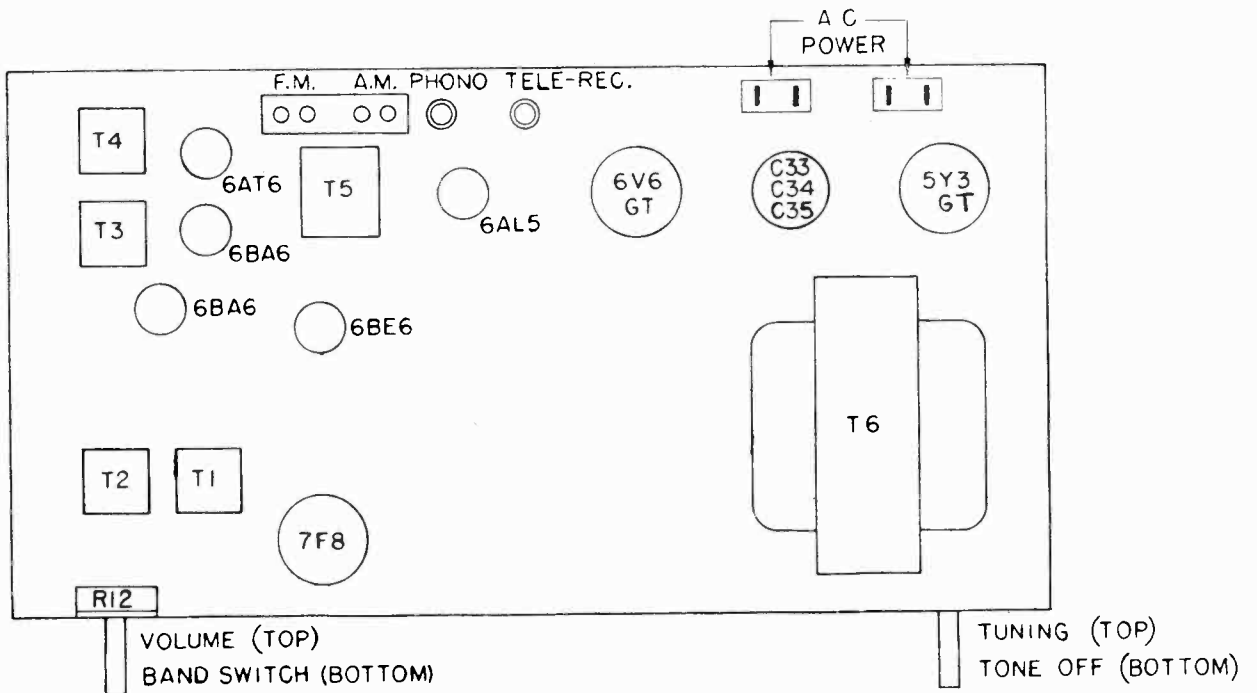 A C
POWER
F.M. A.M. PHONO TELE-REC.
T4
6AT6
T5
6AL5
6V6
GT
C33
C34
C35
5Y3
GT
T3
6BA6
6BA6
6BE6
T6
T2
T1
7F8
R12
VOLUME (TOP)
BAND SWITCH (BOTTOM)
TUNING (TOP)
TONE OFF (BOTTOM)